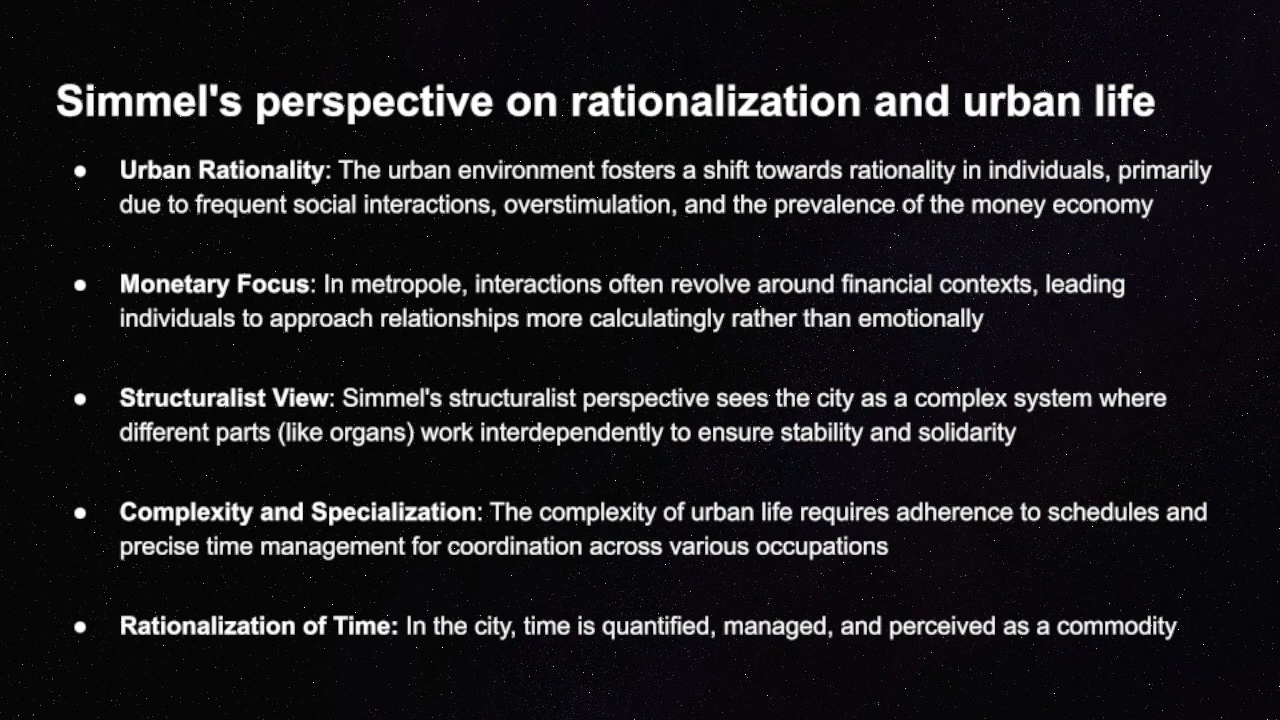 Simmel's perspective on rationalization and urban life
● Urban Rationality: The urban environment fosters a shift towards rationality in individuals, primarily
due to frequent social interactions, overstimulation, and the prevalence of the money economy
● Monetary Focus: In metropole, interactions often revolve around financial contexts, leading
individuals to approach relationships more calculatingly rather than emotionally
● Structuralist View: Simmel's structuralist perspective sees the city as a complex system where
different parts (like organs) work interdependently to ensure stability and solidarity
● Complexity and Specialization: The complexity of urban life requires adherence to schedules and
precise time management for coordination across various occupations
● Rationalization of Time: In the city, time is quantified, managed, and perceived as a commodity